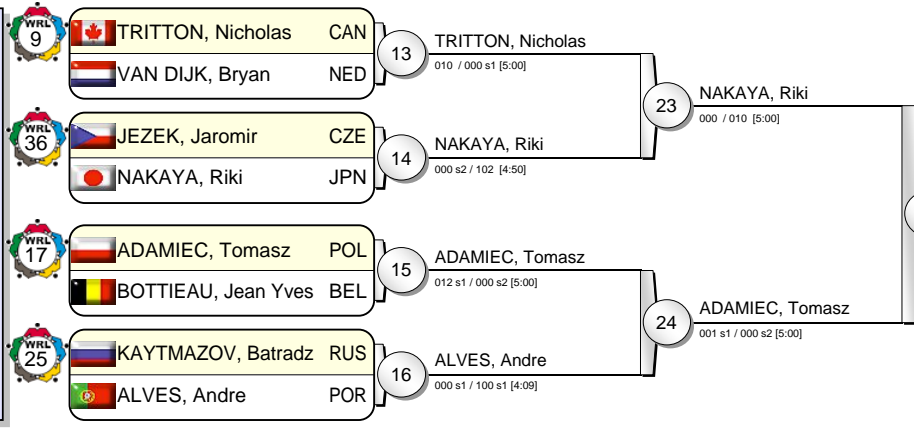 WRL
9
TRITTON, Nicholas CAN
VAN DIJK, Bryan NED
13
TRITTON, Nicholas
010 / 000 s1 [5:00]
WRL
36
JEZEK, Jaromir CZE
NAKAYA, Riki JPN
14
NAKAYA, Riki
000 s2 / 102 [4:50]
23
NAKAYA, Riki
000 / 010 [5:00]
WRL
17
ADAMIEC, Tomasz POL
BOTTIEAU, Jean Yves BEL
15
ADAMIEC, Tomasz
012 s1 / 000 s2 [5:00]
WRL
25
KAYTMAZOV, Batradz RUS
ALVES, Andre POR
16
ALVES, Andre
000 s1 / 100 s1 [4:09]
24
ADAMIEC, Tomasz
001 s1 / 000 s2 [5:00]